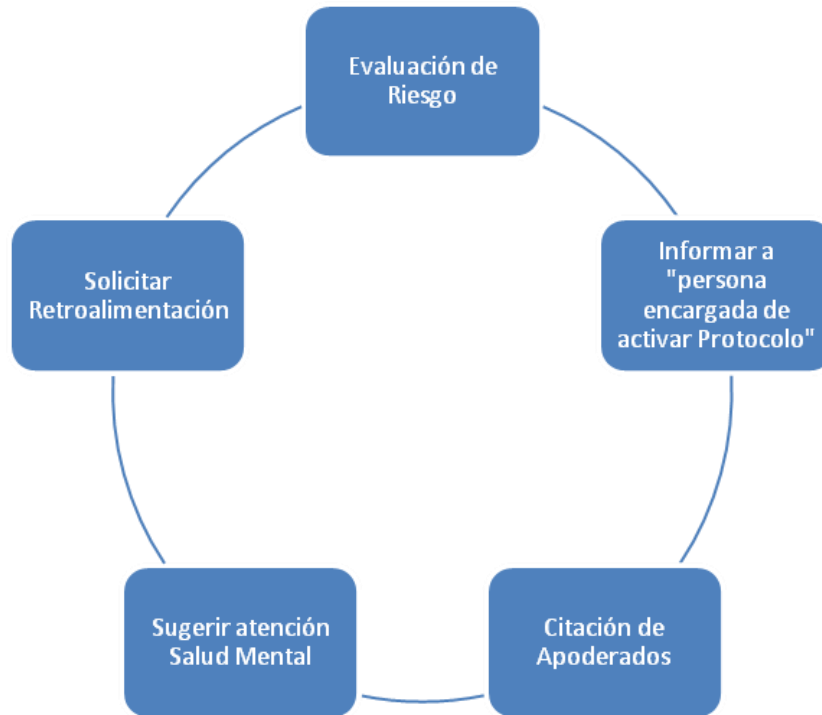 Evaluación de
Riesgo
Informar a
"persona
encargada de
activar Protocolo"
Citación de
Apoderados
Sugerir atención
Salud Mental
Solicitar
Retroalimentación